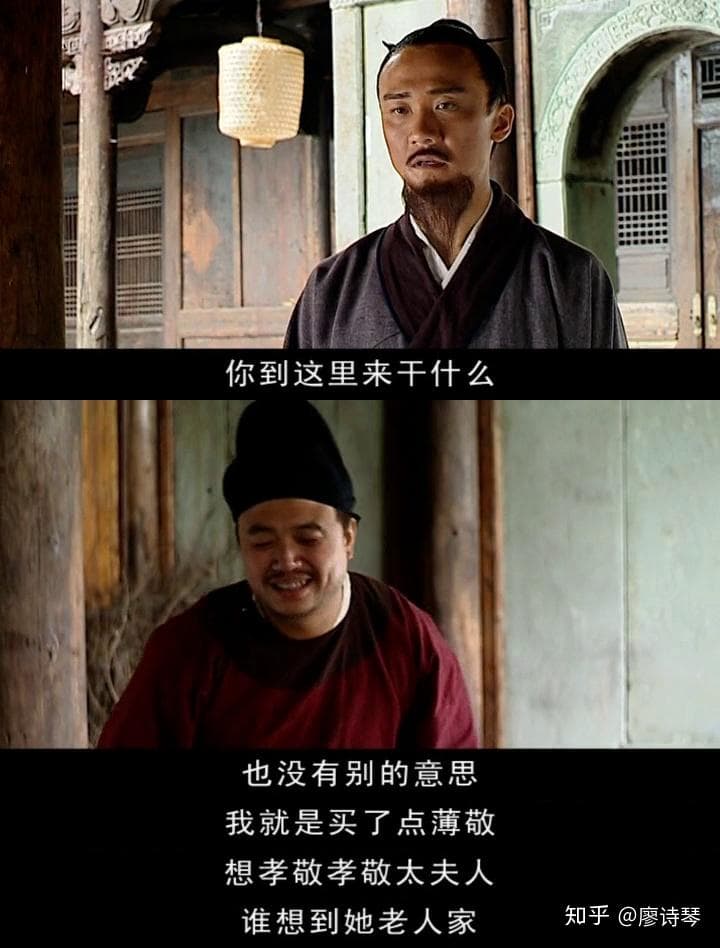 你到这里来干什么
也没有别的意思
我就是买了点薄敬
想孝敬孝敬太夫人
谁想到她老人家
知乎 @廖诗琴